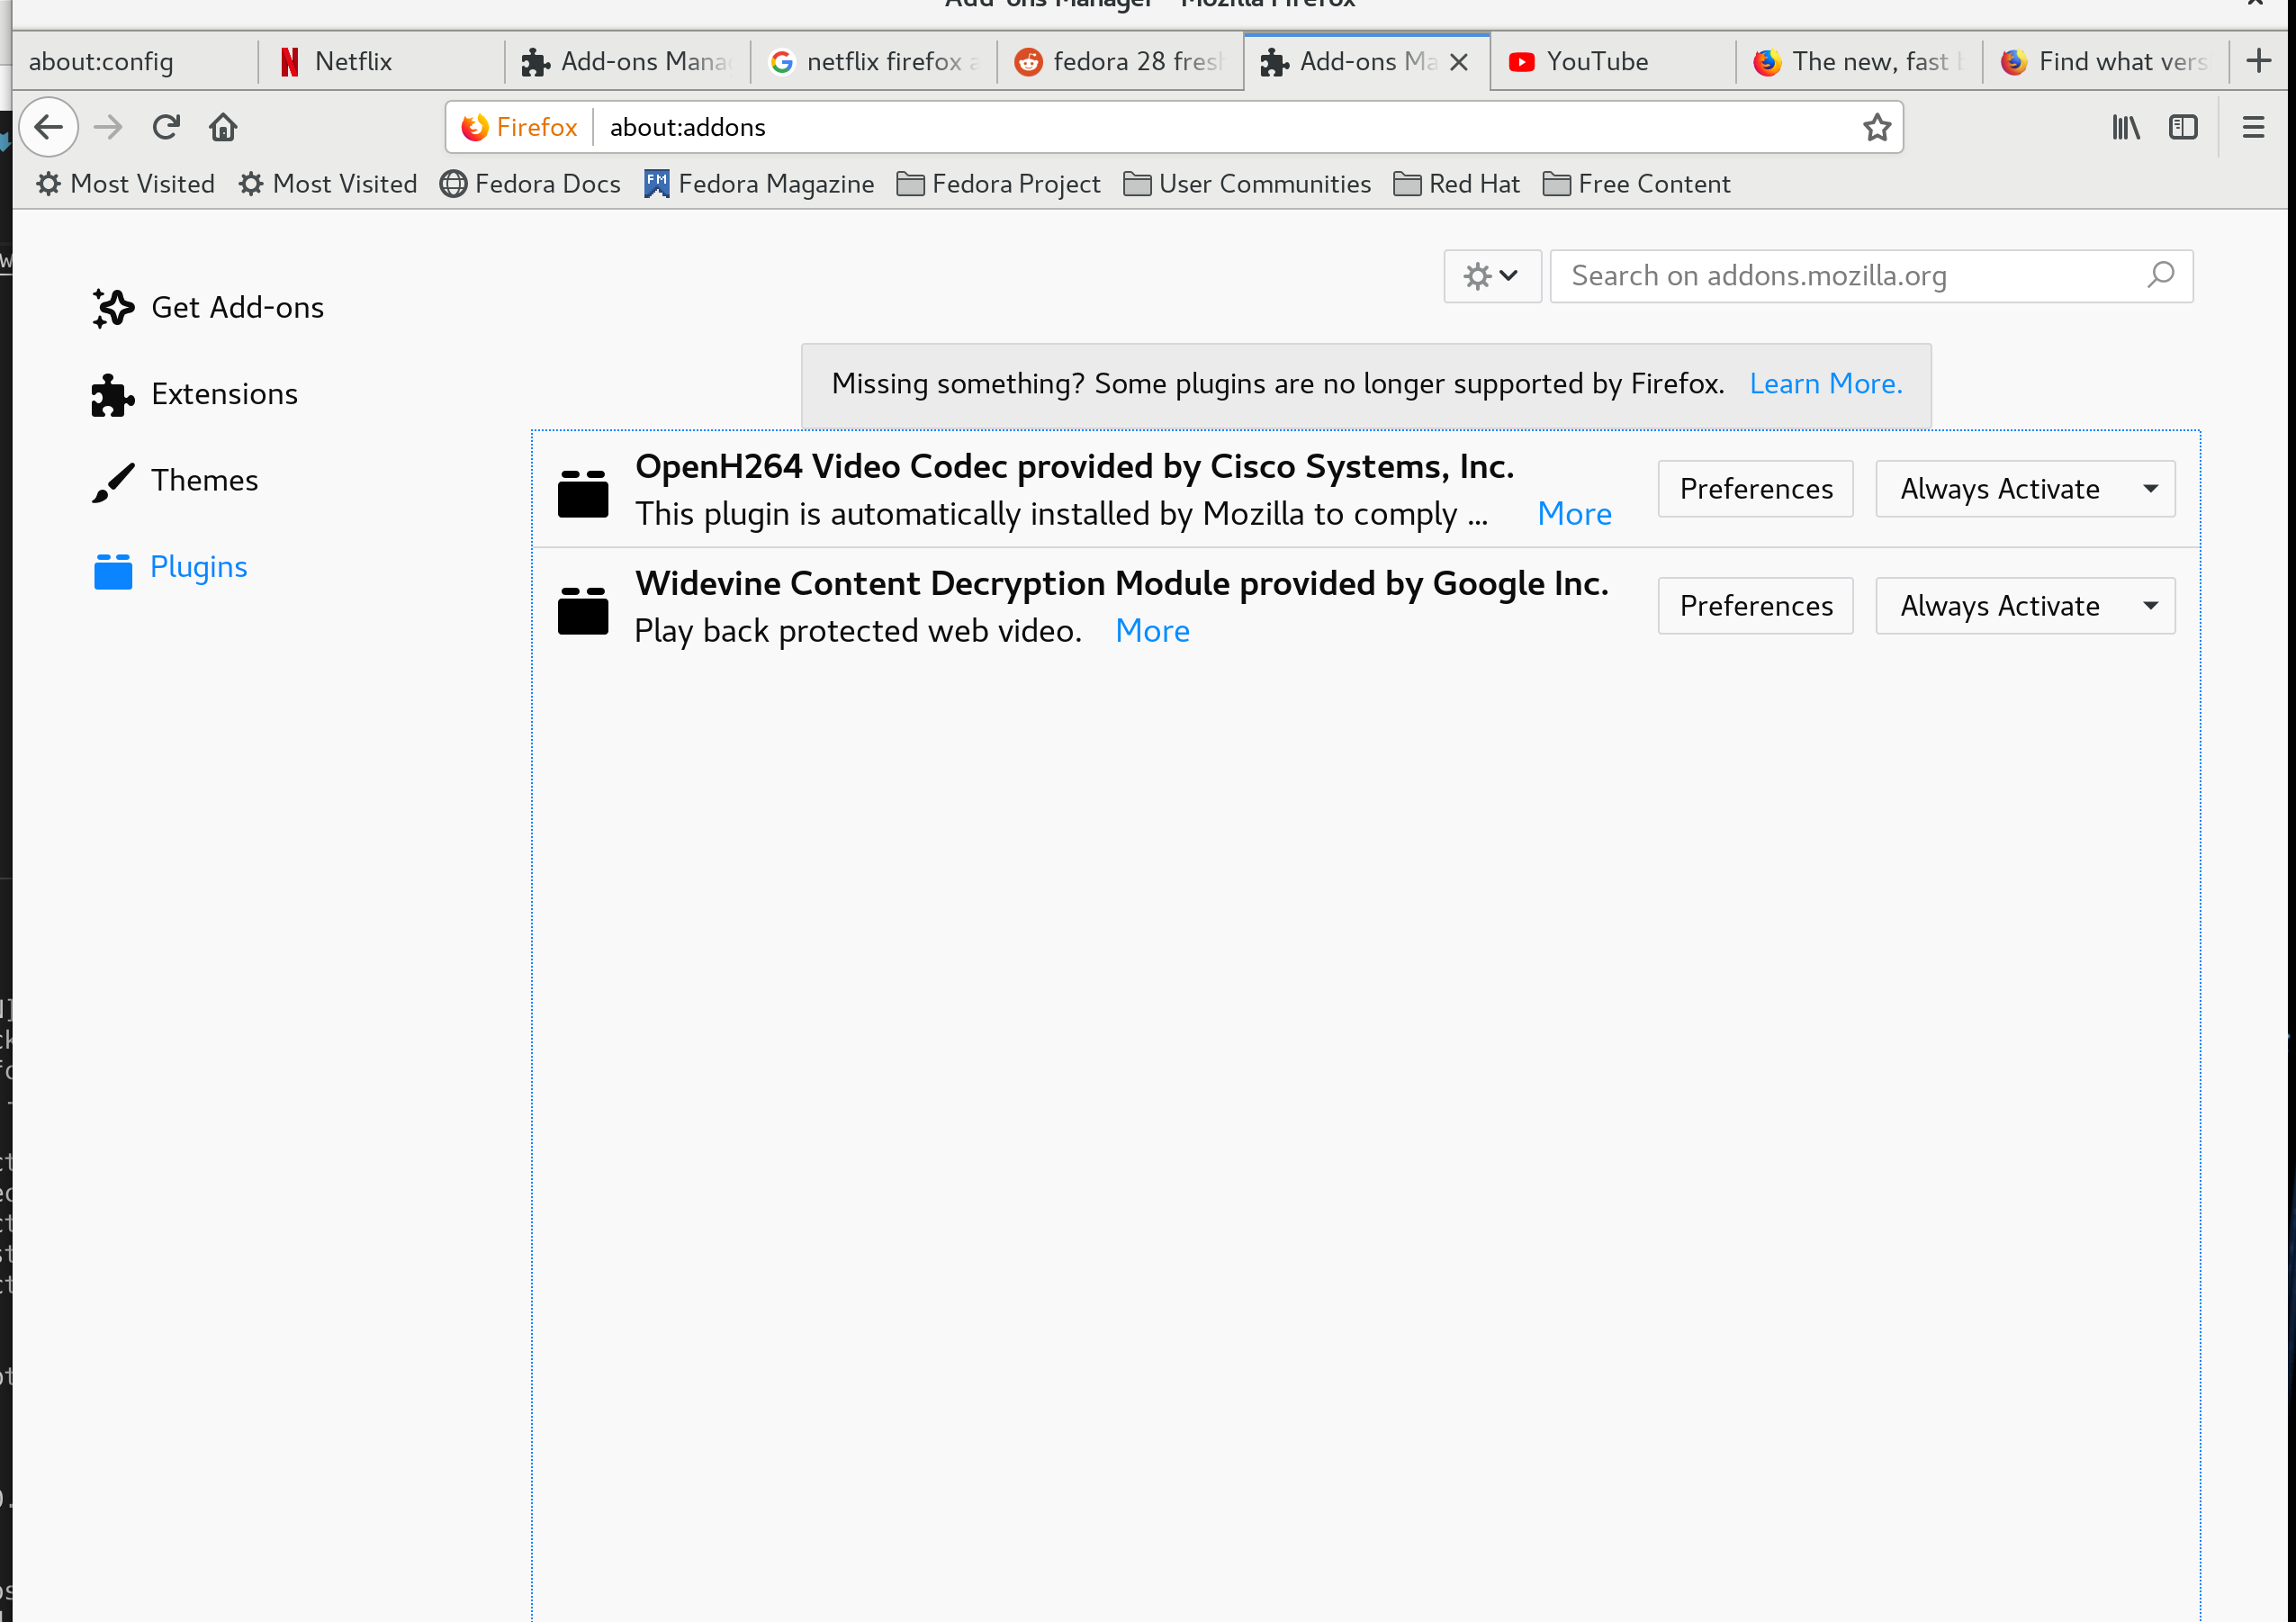 Add-ons Manager - Mozilla Firefox
about:config
Netflix
Add-ons Mana
netflix firefox
fedora 28 fresh
Add-ons Ma
YouTube
The new, fast
Find what vers
Firefox
about:addons
Most Visited
Most Visited
Fedora Docs
FM
Fedora Magazine
Fedora Project
User Communities
Red Hat
Free Content
Search on addons.mozilla.org
Get Add-ons
Extensions
Themes
Plugins
Missing something? Some plugins are no longer supported by Firefox. Learn More.
OpenH264 Video Codec provided by Cisco Systems, Inc.
This plugin is automatically installed by Mozilla to comply ... More
Preferences
Always Activate
Widevine Content Decryption Module provided by Google Inc.
Play back protected web video. More
Preferences
Always Activate